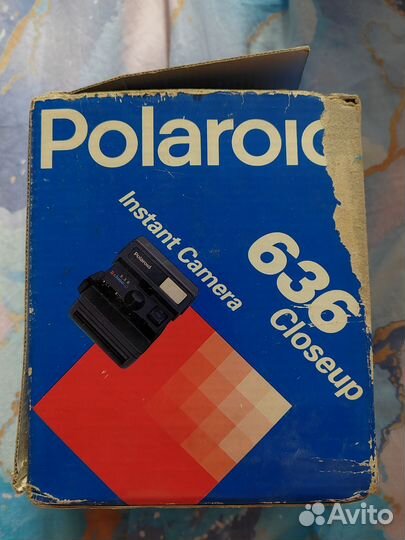 Polaroid
Instant Camera
636
Closeup
Polaroid
Avito